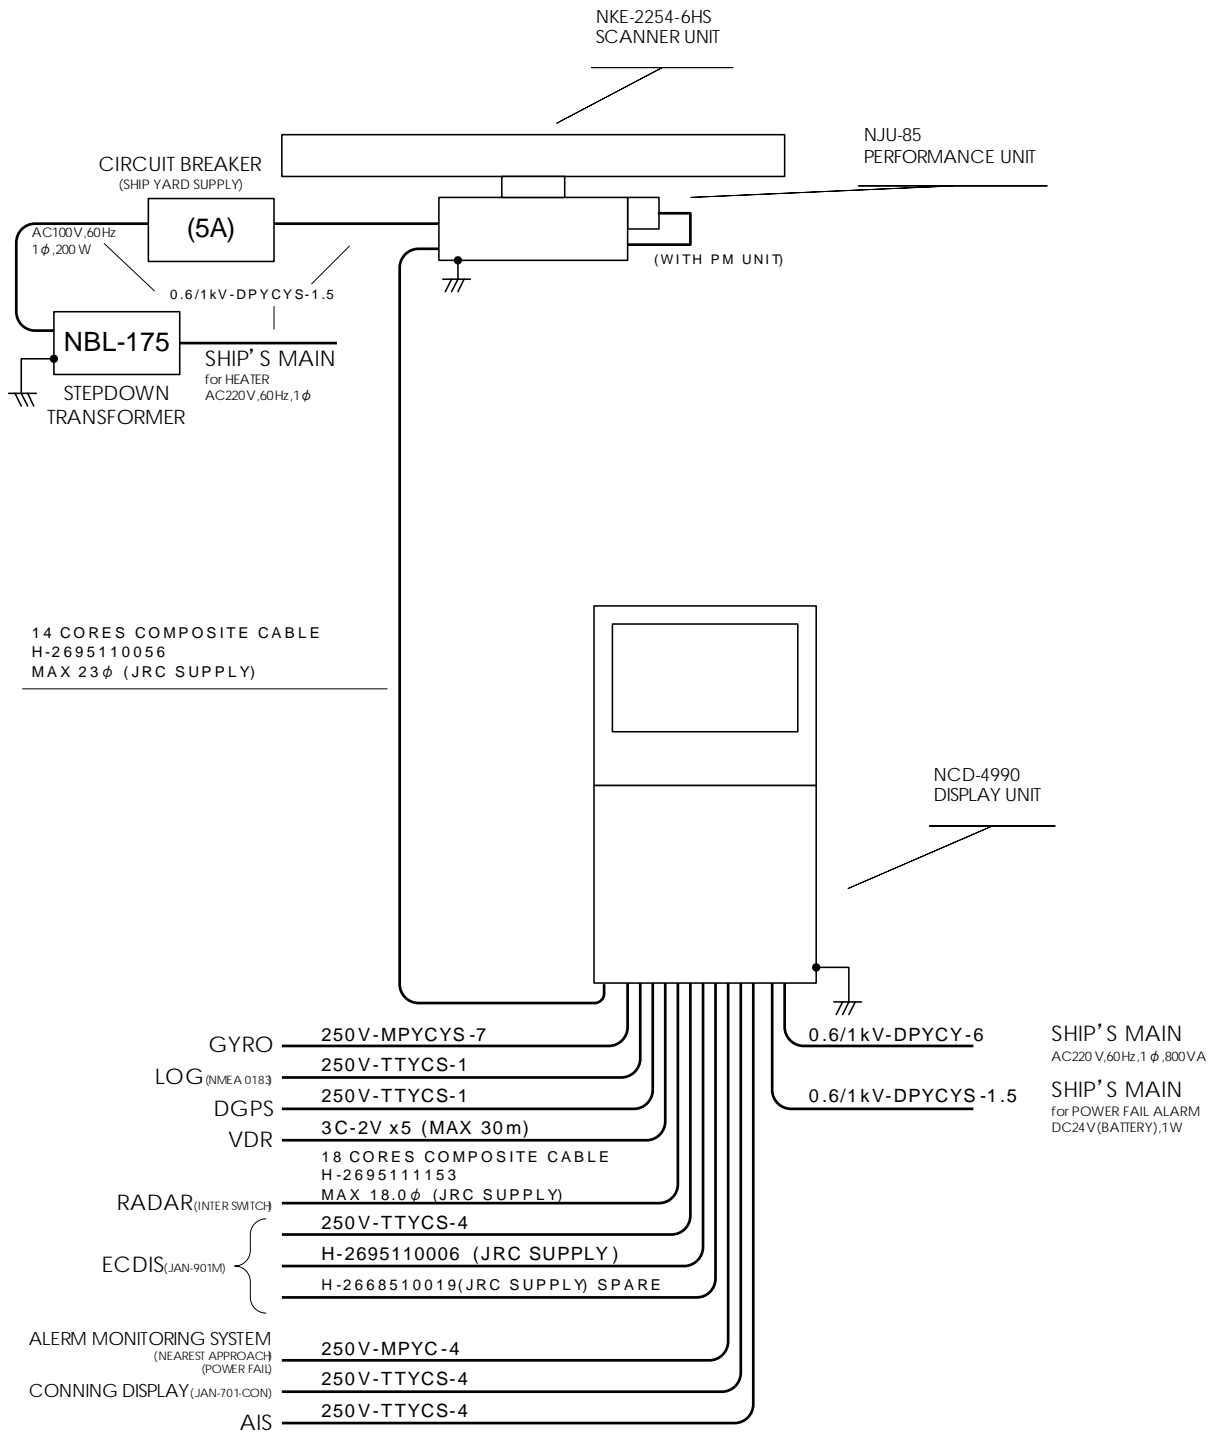 NKE-2254-6HS
SCANNER UNIT
NJU-85
PERFORMANCE UNIT
CIRCUIT BREAKER
(SHIP YARD SUPPLY)
(5A)
AC100V,60Hz
1φ,200W
(WITH PM UNIT)
0.6/1kV-DPYCYS-1.5
NBL-175
SHIP'S MAIN
for HEATER
AC220V,60Hz,1φ
STEPDOWN
TRANSFORMER
14 CORES COMPOSITE CABLE
H-2695110056
MAX 23φ (JRC SUPPLY)
NCD-4990
DISPLAY UNIT
GYRO 250V-MPYCYS-7
0.6/1kV-DPYCY-6 SHIP'S MAIN
AC220V,60Hz,1φ,800VA
LOG(NMEA 0183) 250V-TTYCS-1
DGPS 250V-TTYCS-1
0.6/1kV-DPYCYS-1.5 SHIP'S MAIN
for POWER FAIL ALARM
DC24V(BATTERY),1W
VDR 3C-2V x5 (MAX 30m)
18 CORES COMPOSITE CABLE
H-2695111153
RADAR(INTER SWITCH) MAX 18.0φ (JRC SUPPLY)
250V-TTYCS-4
ECDIS(JAN-901M) H-2695110006 (JRC SUPPLY)
H-2668510019(JRC SUPPLY) SPARE
ALERM MONITORING SYSTEM 250V-MPYC-4
(NEAREST APPROACH)
(POWER FAIL)
CONNING DISPLAY(JAN-701-CON) 250V-TTYCS-4
AIS 250V-TTYCS-4